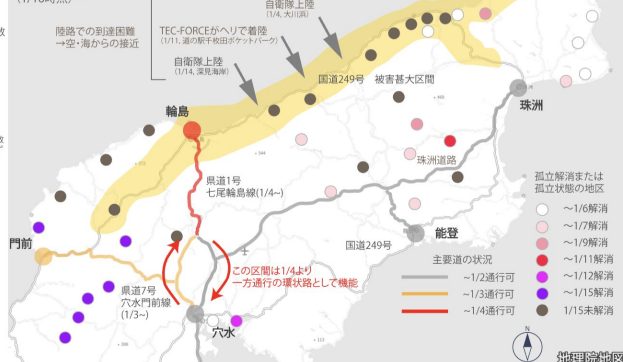 自衛隊上陸
(1/4, 大川浜)
陸路での到達困難
→空・海からの接近
TEC-FORCEがヘリで着陸
(1/11, 道の駅千枚田ポケットパーク)
自衛隊上陸
(1/14, 深見海岸)
国道249号 被害甚大区間
輪島
珠洲
珠洲道路
県道1号
七尾輪島線(1/4~)
門前
国道249号
能登
この区間は1/4より
一方通行の環状路として機能
県道7号
穴水門前線
(1/3~)
穴水
孤立解消または
孤立状態の地区
〜1/6解消
〜1/7解消
〜1/9解消
〜1/11解消
〜1/12解消
〜1/15解消
1/15未解消
主要道の状況
〜1/2通行可
〜1/3通行可
〜1/4通行可
N
地理院地図